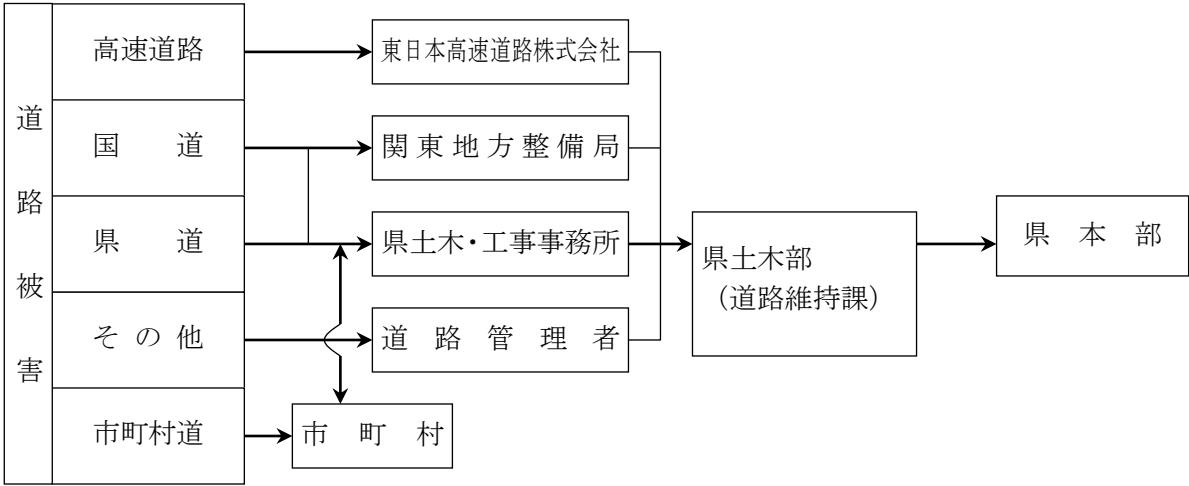 道路被害
高速道路
東日本高速道路株式会社
国道
関東地方整備局
県道
県土木・工事事務所
県土木部
（道路維持課）
県本部
その他
道路管理者
市町村道
市町村